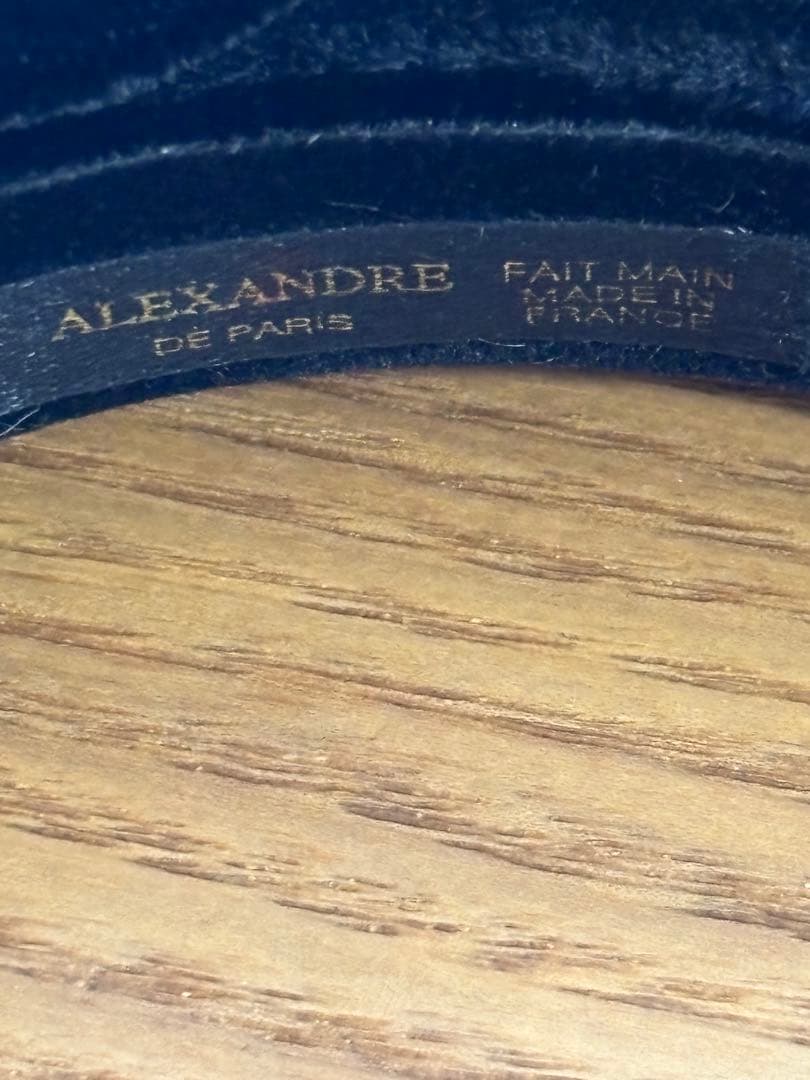 ALEXANDRE
DE PARIS
FAIT MAIN
MADE IN
FRANCE